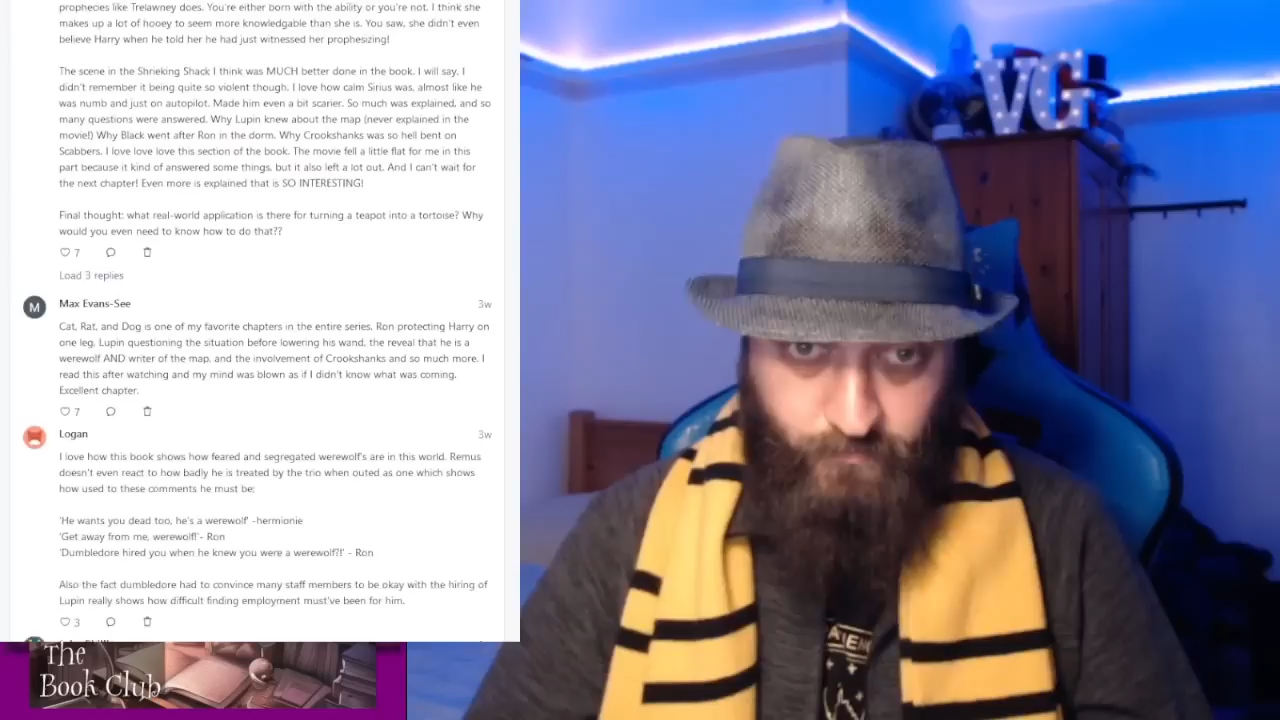 prophecies like Trelawney does. You're either born with the ability or you're not. I think she
makes up a lot of hooey to seem more knowledgable than she is. You saw, she didn't even
believe Harry when he told her he had just witnessed her prophesizing!
The scene in the Shrieking Shack I think was MUCH better done in the book. I will say, I
didn't remember it being quite so violent though. I love how calm Sirius was, almost like he
was numb and just on autopilot. Made him even a bit scarier. So much was explained, and so
many questions were answered. Why Lupin knew about the map (never explained in the
movie!) Why Black went after Ron in the dorm. Why Crookshanks was so hell bent on
Scabbers. I love love love this section of the book. The movie fell a little flat for me in this
part because it kind of answered some things, but it also left a lot out. And I can't wait for
the next chapter! Even more is explained that is SO INTERESTING!
Final thought: what real-world application is there for turning a teapot into a tortoise? Why
would you even need to know how to do that??
7
Load 3 replies
M
Max Evans-See 3w
Cat, Rat, and Dog is one of my favorite chapters in the entire series. Ron protecting Harry on
one leg, Lupin questioning the situation before lowering his wand, the reveal that he is a
werewolf AND writer of the map, and the involvement of Crookshanks and so much more. I
read this after watching and my mind was blown as if I didn't know what was coming.
Excellent chapter.
7
Logan 3w
I love how this book shows how feared and segregated werewolf's are in this world. Remus
doesn't even react to how badly he is treated by the trio when outed as one which shows
how used to these comments he must be;
'He wants you dead too, he's a werewolf' -hermionie
'Get away from me, werewolf!'- Ron
'Dumbledore hired you when he knew you were a werewolf?!' - Ron
Also the fact dumbledore had to convince many staff members to be okay with the hiring of
Lupin really shows how difficult finding employment must've been for him.
3
The
Book Club
VG